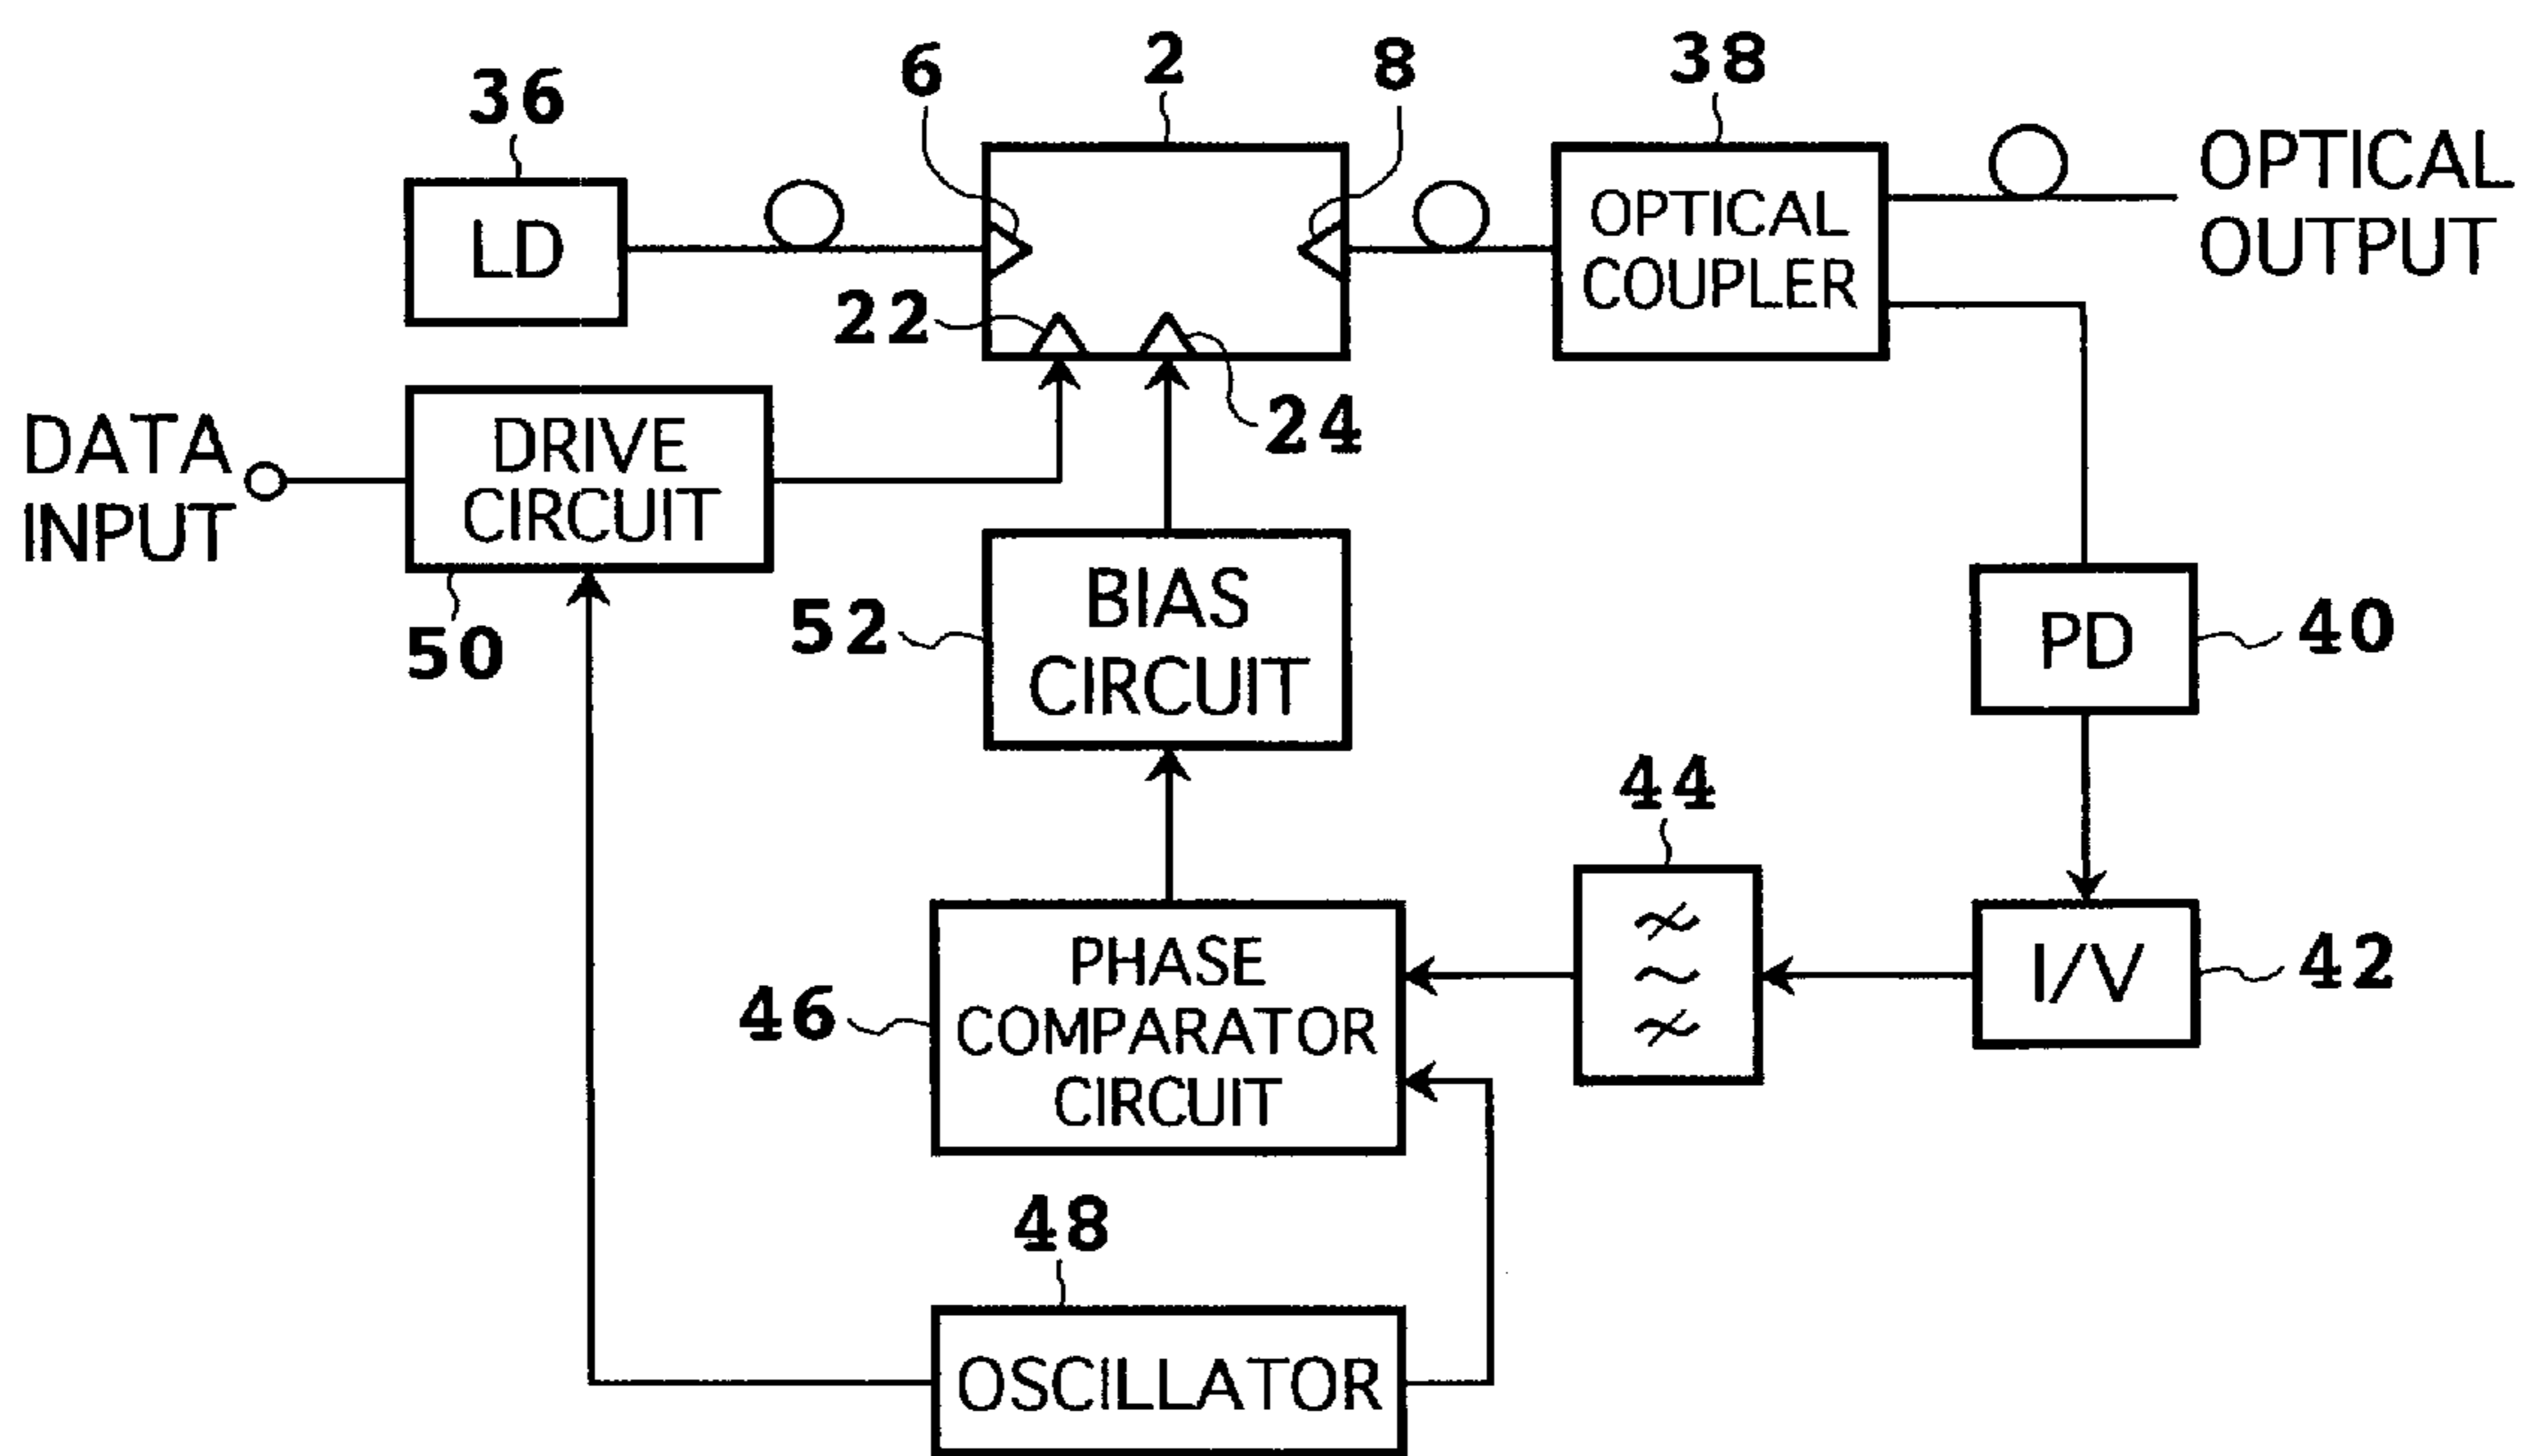 36
6
2
8
38
LD
OPTICAL
COUPLER
OPTICAL
OUTPUT
22
24
DATA
INPUT
DRIVE
CIRCUIT
50
52
BIAS
CIRCUIT
PD
40
44
46
PHASE
COMPARATOR
CIRCUIT
I/V
42
48
OSCILLATOR